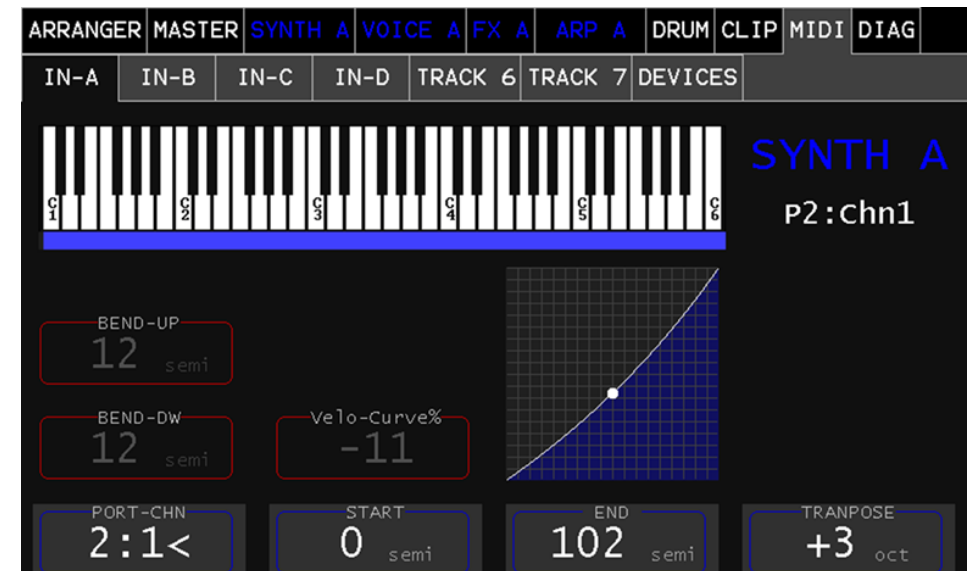 ARRANGER MASTER SYNTH A VOICE A FX A ARP A DRUM CLIP MIDI DIAG
IN-A IN-B IN-C IN-D TRACK 6 TRACK 7 DEVICES
SYNTH A
C1 C2 C3 C4 C5 C6
P2:Chn1
BEND-UP
12 semi
BEND-DW Velo-Curve%
12 semi -11
PORT-CHN START END TRANPOSE
2:1< 0 semi 102 semi +3 oct